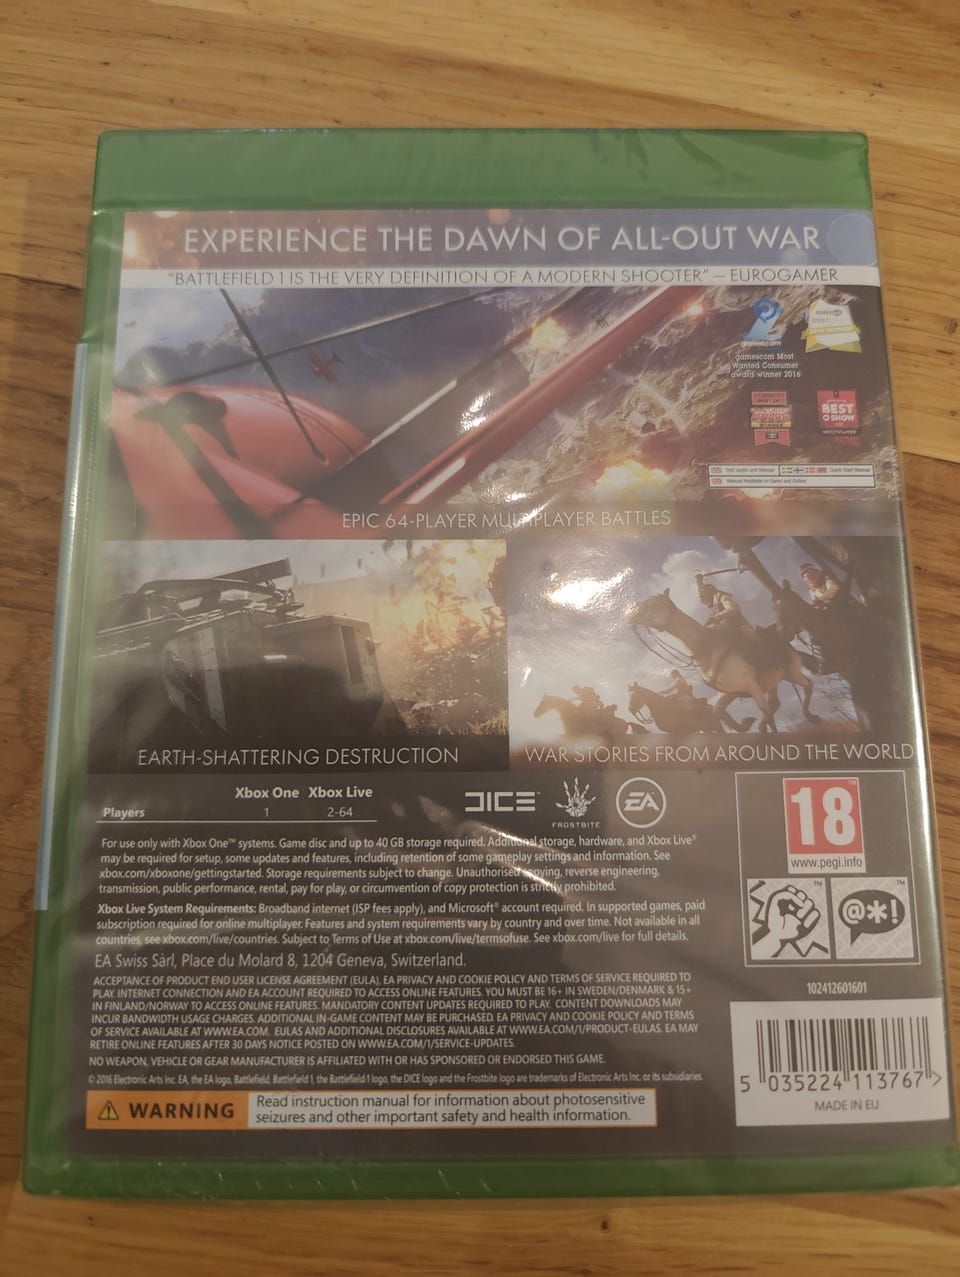 EXPERIENCE THE DAWN OF ALL-OUT WAR
“BATTLEFIELD 1 IS THE VERY DEFINITION OF A MODERN SHOOTER” – EUROGAMER
gamescom
gamescom Most
Wanted Consumer
award winner 2016
BEST
BEST
SHOW
MULTIPLAYER
Quick Start Manual
Manual Available in Game and Online
EPIC 64-PLAYER MULTIPLAYER BATTLES
EARTH-SHATTERING DESTRUCTION
WAR STORIES FROM AROUND THE WORLD
Xbox One Xbox Live
Players 1 2-64
DICE™
FROSTBITE™
EA
18
www.pegi.info
@*!
For use only with Xbox One™ systems. Game disc and up to 40 GB storage required. Additional storage, hardware, and Xbox Live®
may be required for setup, some updates and features, including retention of some gameplay settings and information. See
xbox.com/xboxone/gettingstarted. Storage requirements subject to change. Unauthorised copying, reverse engineering,
transmission, public performance, rental, pay for play, or circumvention of copy protection is strictly prohibited.
Xbox Live System Requirements: Broadband internet (ISP fees apply), and Microsoft® account required. In supported games, paid
subscription required for online multiplayer. Features and system requirements vary by country and over time. Not available in all
countries, see xbox.com/live/countries. Subject to Terms of Use at xbox.com/live/termsofuse. See xbox.com/live for full details.
EA Swiss Sàrl, Place du Molard 8, 1204 Geneva, Switzerland.
ACCEPTANCE OF PRODUCT END USER LICENSE AGREEMENT (EULA), EA PRIVACY AND COOKIE POLICY AND TERMS OF SERVICE REQUIRED TO
PLAY. INTERNET CONNECTION AND EA ACCOUNT REQUIRED TO ACCESS ONLINE FEATURES. YOU MUST BE 16+ IN SWEDEN/DENMARK & 15+
IN FINLAND/NORWAY TO ACCESS ONLINE FEATURES. MANDATORY CONTENT UPDATES REQUIRED TO PLAY. CONTENT DOWNLOADS MAY
INCUR BANDWIDTH USAGE CHARGES. ADDITIONAL IN-GAME CONTENT MAY BE PURCHASED. EA PRIVACY AND COOKIE POLICY AND TERMS
OF SERVICE AVAILABLE AT WWW.EA.COM. EULAS AND ADDITIONAL DISCLOSURES AVAILABLE AT WWW.EA.COM/1/PRODUCT-EULAS. EA MAY
RETIRE ONLINE FEATURES AFTER 30 DAYS NOTICE POSTED ON WWW.EA.COM/1/SERVICE-UPDATES.
NO WEAPON, VEHICLE OR GEAR MANUFACTURER IS AFFILIATED WITH OR HAS SPONSORED OR ENDORSED THIS GAME.
© 2016 Electronic Arts Inc. EA, the EA logo, Battlefield, Battlefield 1, the Battlefield 1 logo, the DICE logo and the Frostbite logo are trademarks of Electronic Arts Inc. or its subsidiaries.
102412601601
5 035224 113767 >
MADE IN EU
WARNING
Read instruction manual for information about photosensitive
seizures and other important safety and health information.